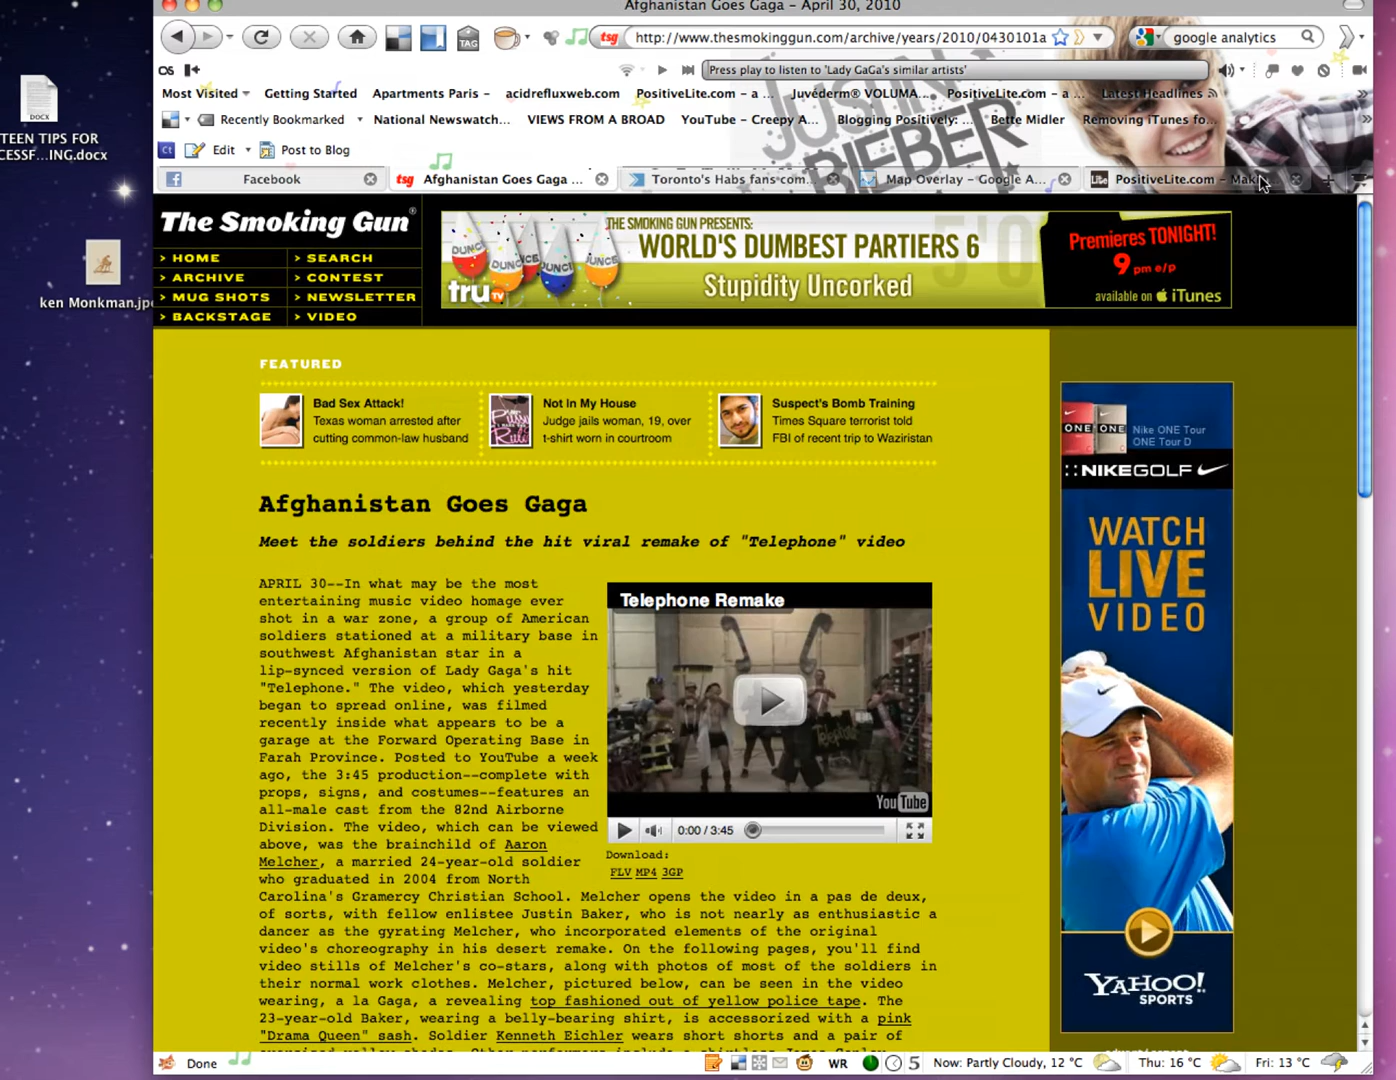 Afghanistan Goes Gaga – April 30, 2010
TAG
tsg
http://www.thesmokinggun.com/archive/years/2010/0430101a
google analytics
Press play to listen to 'Lady GaGa's similar artists'
Most Visited
Getting Started
Apartments Paris –
acidrefluxweb.com
PositiveLite.com – a ...
Juvéderm® VOLUMA...
PositiveLite.com – a ...
Latest Headlines
Recently Bookmarked
National Newswatch...
VIEWS FROM A BROAD
YouTube – Creepy A...
Blogging Positively: ...
Bette Midler
Removing iTunes fo...
JUSTIN
BIEBER
Edit
Post to Blog
Facebook
tsg Afghanistan Goes Gaga ...
Toronto's Habs fans com...
Map Overlay – Google A...
PositiveLite.com – Mak
DOCX
TEEN TIPS FOR
CESSF...ING.docx
ken Monkman.jp
The Smoking Gun®
> HOME
> SEARCH
> ARCHIVE
> CONTEST
> MUG SHOTS
> NEWSLETTER
> BACKSTAGE
> VIDEO
THE SMOKING GUN PRESENTS:
WORLD'S DUMBEST PARTIERS 6
Stupidity Uncorked
DUNCE DUNCE DUNCE
tru TV
Premieres TONIGHT!
9 pm e/p
available on iTunes
FEATURED
Bad Sex Attack!
Texas woman arrested after
cutting common-law husband
Not In My House
Judge jails woman, 19, over
t-shirt worn in courtroom
Suspect's Bomb Training
Times Square terrorist told
FBI of recent trip to Waziristan
Afghanistan Goes Gaga
Meet the soldiers behind the hit viral remake of "Telephone" video
APRIL 30--In what may be the most
entertaining music video homage ever
shot in a war zone, a group of American
soldiers stationed at a military base in
southwest Afghanistan star in a
lip-synced version of Lady Gaga's hit
"Telephone." The video, which yesterday
began to spread online, was filmed
recently inside what appears to be a
garage at the Forward Operating Base in
Farah Province. Posted to YouTube a week
ago, the 3:45 production--complete with
props, signs, and costumes--features an
all-male cast from the 82nd Airborne
Division. The video, which can be viewed
above, was the brainchild of Aaron
Melcher, a married 24-year-old soldier
who graduated in 2004 from North
Carolina's Gramercy Christian School. Melcher opens the video in a pas de deux,
of sorts, with fellow enlistee Justin Baker, who is not nearly as enthusiastic a
dancer as the gyrating Melcher, who incorporated elements of the original
video's choreography in his desert remake. On the following pages, you'll find
video stills of Melcher's co-stars, along with photos of most of the soldiers in
their normal work clothes. Melcher, pictured below, can be seen in the video
wearing, a la Gaga, a revealing top fashioned out of yellow police tape. The
23-year-old Baker, wearing a belly-bearing shirt, is accessorized with a pink
"Drama Queen" sash. Soldier Kenneth Eichler wears short shorts and a pair of
Telephone Remake
YouTube
0:00 / 3:45
Download:
FLV MP4 3GP
ONE ONE
Nike ONE Tour
ONE Tour D
NIKEGOLF
WATCH
LIVE
VIDEO
YAHOO!
SPORTS
Done
WR
5
Now: Partly Cloudy, 12 °C
Thu: 16 °C
Fri: 13 °C